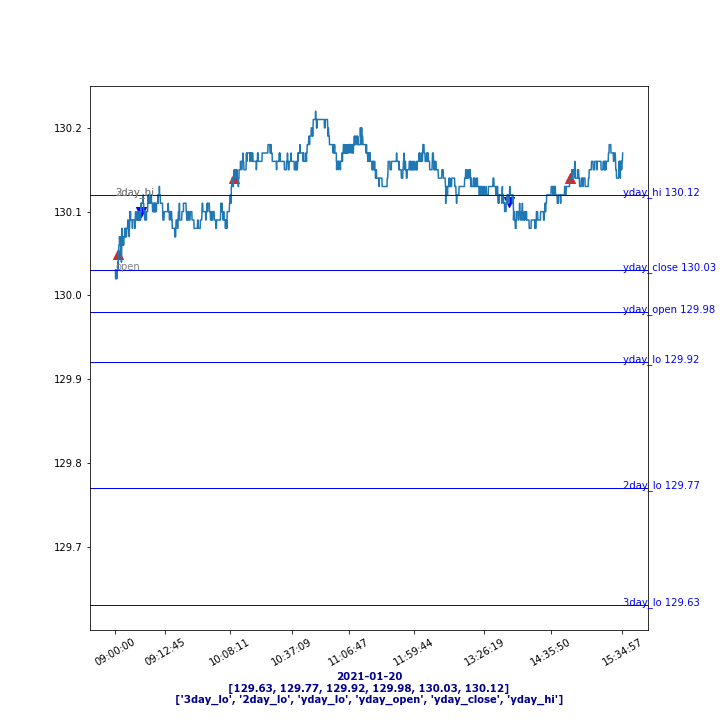 130.2
3day_hi
yday_hi 130.12
130.1
open
yday_close 130.03
130.0
yday_open 129.98
yday_lo 129.92
129.9
129.8
2day_lo 129.77
129.7
3day_lo 129.63
09:00:00
09:12:45
10:08:11
10:37:09
11:06:47
11:59:44
13:26:19
14:35:50
15:34:57
2021-01-20
[129.63, 129.77, 129.92, 129.98, 130.03, 130.12]
['3day_lo', '2day_lo', 'yday_lo', 'yday_open', 'yday_close', 'yday_hi']